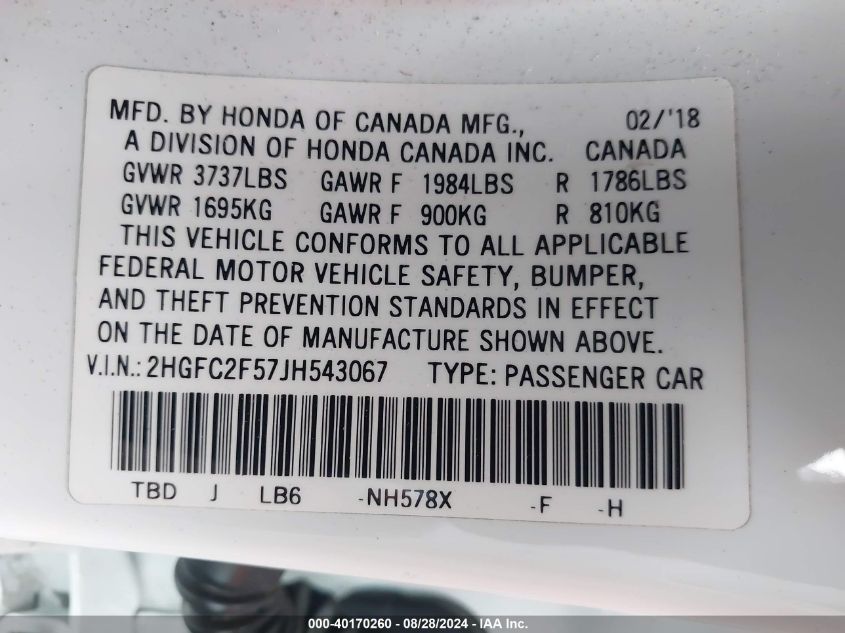 MFD. BY HONDA OF CANADA MFG., 02/'18
A DIVISION OF HONDA CANADA INC. CANADA
GVWR 3737LBS GAWR F 1984LBS R 1786LBS
GVWR 1695KG GAWR F 900KG R 810KG
THIS VEHICLE CONFORMS TO ALL APPLICABLE
FEDERAL MOTOR VEHICLE SAFETY, BUMPER,
AND THEFT PREVENTION STANDARDS IN EFFECT
ON THE DATE OF MANUFACTURE SHOWN ABOVE.
V.I.N.: 2HGFC2F57JH543067 TYPE: PASSENGER CAR
TBD J LB6 -NH578X -F -H
000-40170260 - 08/28/2024 - IAA Inc.